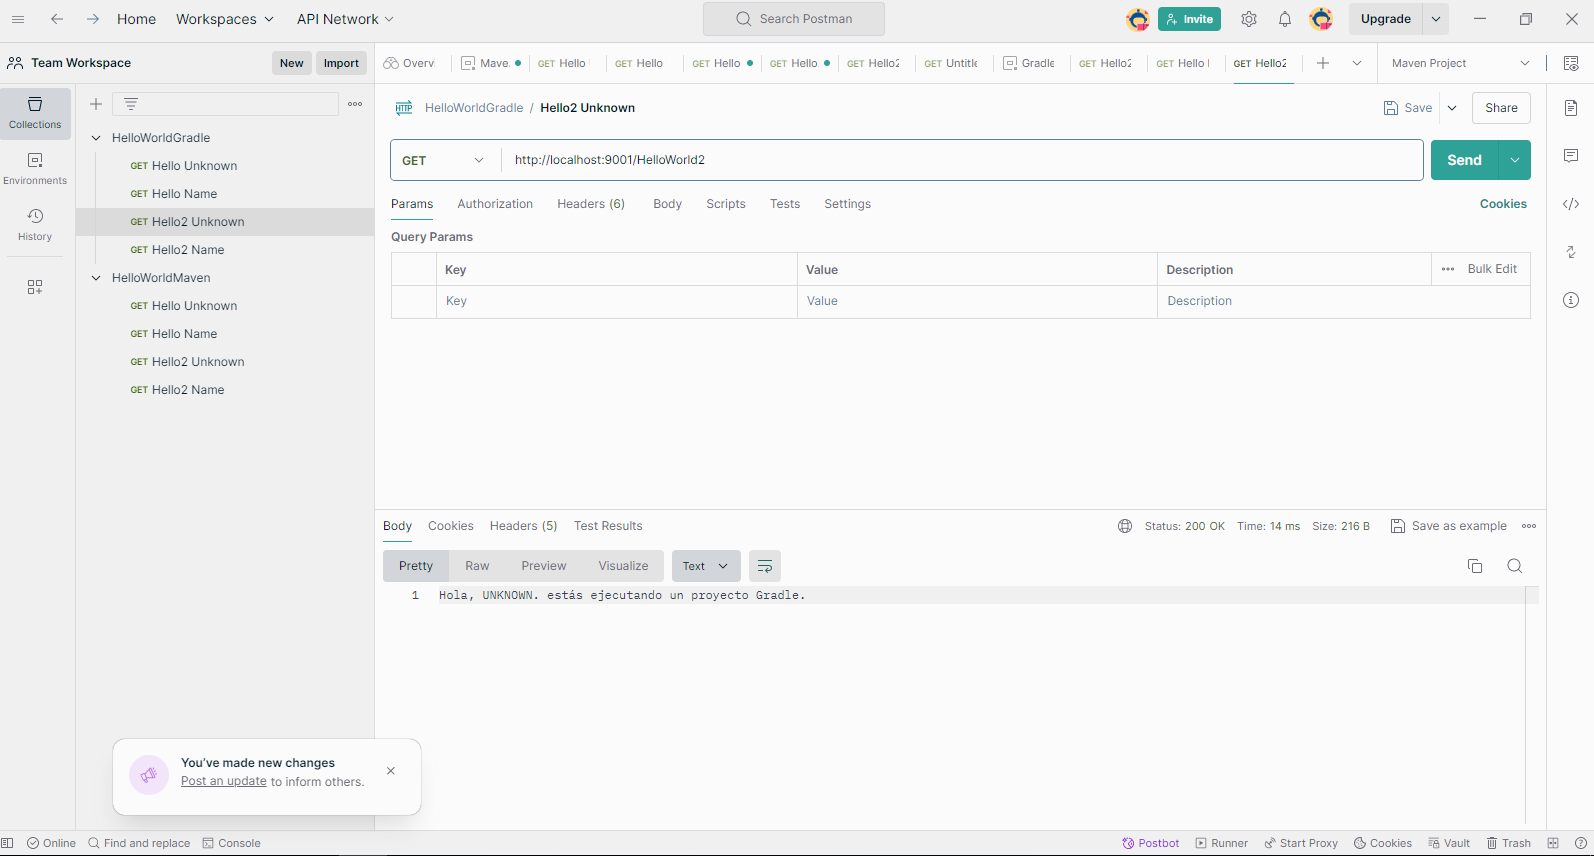 Home Workspaces API Network Search Postman Invite Upgrade
Team Workspace New Import Overvi Mave GET Hello GET Hello GET Hello GET Hello. GET Hello2 GET Untitle Gradle GET Hello2 GET Hello GET Hello2 Maven Project
Collections
Environments
History
HelloWorldGradle
GET Hello Unknown
GET Hello Name
GET Hello2 Unknown
GET Hello2 Name
HelloWorldMaven
GET Hello Unknown
GET Hello Name
GET Hello2 Unknown
GET Hello2 Name
HTTP HelloWorldGradle / Hello2 Unknown Save Share
GET http://localhost:9001/HelloWorld2 Send
Params Authorization Headers (6) Body Scripts Tests Settings Cookies
Query Params
Key Value Description Bulk Edit
Key Value Description
Body Cookies Headers (5) Test Results Status: 200 OK Time: 14 ms Size: 216 B Save as example
Pretty Raw Preview Visualize Text
1 Hola, UNKNOWN. estás ejecutando un proyecto Gradle.
You've made new changes
Post an update to inform others.
Online Find and replace Console Postbot Runner Start Proxy Cookies Vault Trash